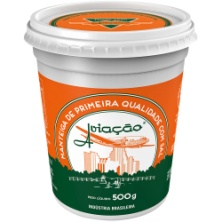 MANTEIGA DE PRIMEIRA QUALIDADE COM SAL
Aviação
PESO LÍQUIDO 500g
INDÚSTRIA BRASILEIRA